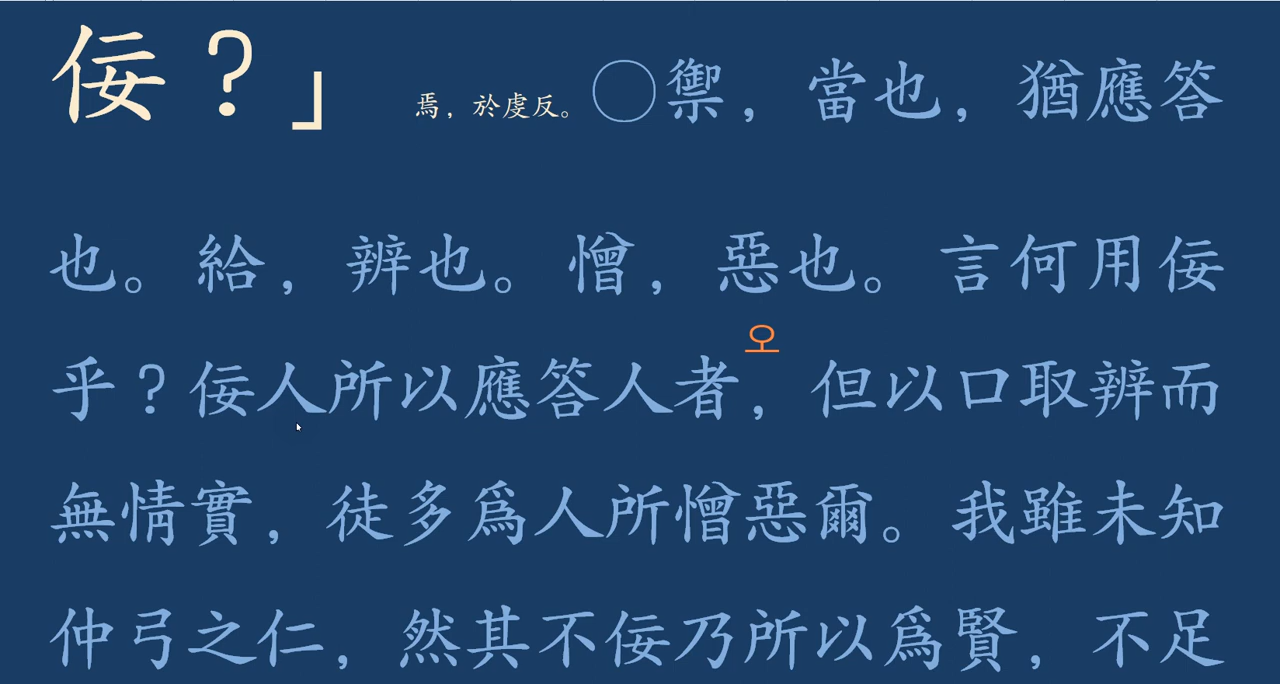 佞？」 焉，於虔反。○禦，當也，猶應答
也。給，辨也。憎，惡也。言何用佞
오
乎？佞人所以應答人者，但以口取辨而
無情實，徒多爲人所憎惡爾。我雖未知
仲弓之仁，然其不佞乃所以爲賢，不足